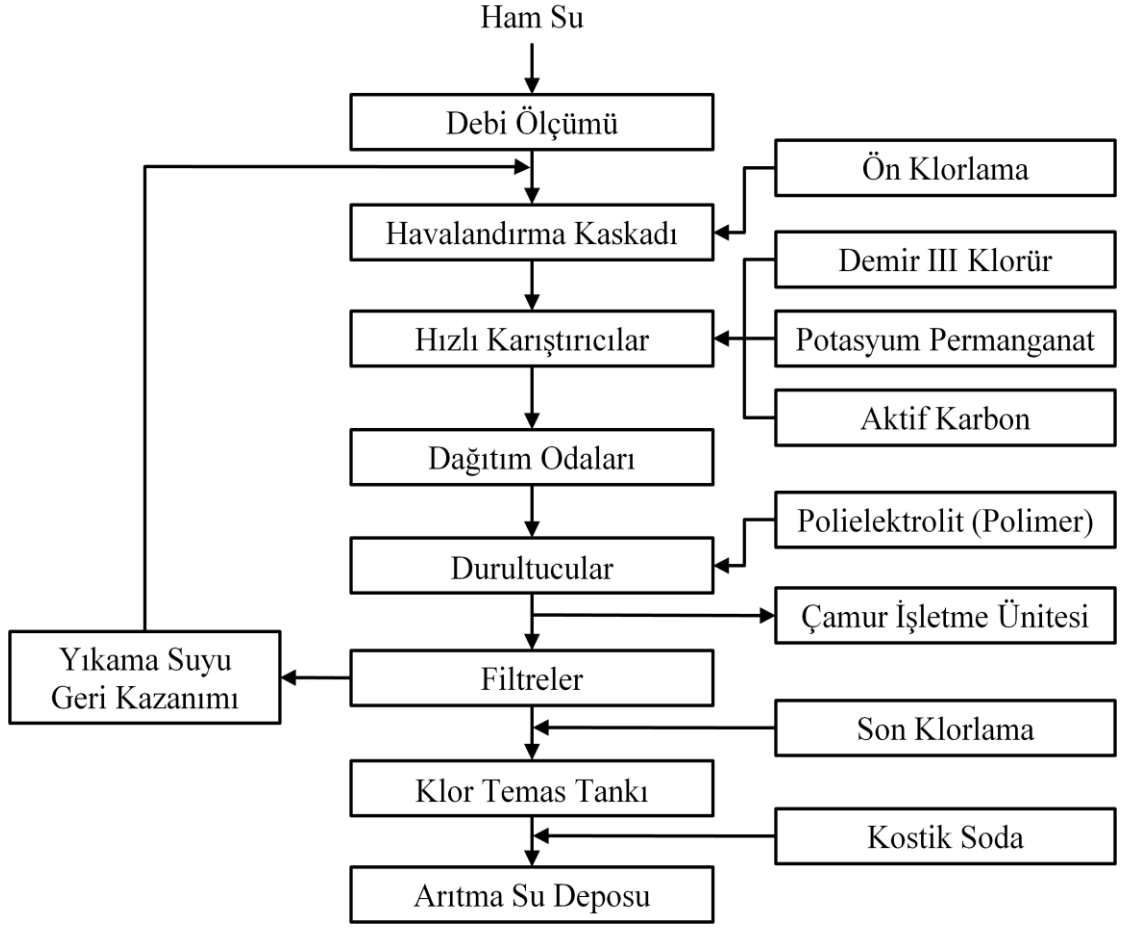 Ham Su
Debi Ölçümü
Ön Klorlama
Havalandırma Kaskadı
Demir III Klorür
Hızlı Karıştırıcılar
Potasyum Permanganat
Aktif Karbon
Dağıtım Odaları
Polielektrolit (Polimer)
Durultucular
Çamur İşletme Ünitesi
Yıkama Suyu
Geri Kazanımı
Filtreler
Son Klorlama
Klor Temas Tankı
Kostik Soda
Arıtma Su Deposu